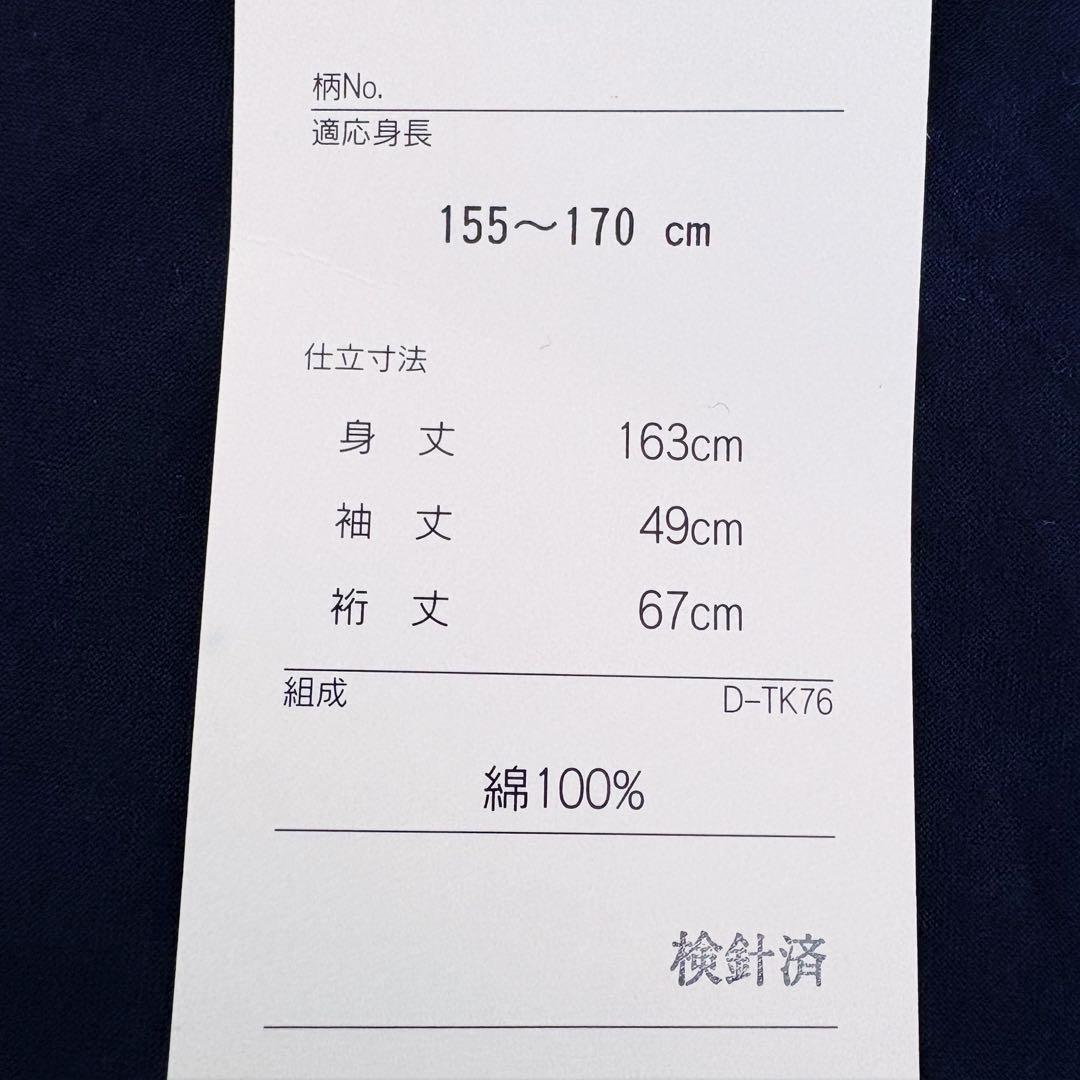 柄No.
適応身長
155～170 cm
仕立寸法
身 丈 163cm
袖 丈 49cm
裄 丈 67cm
組成 D-TK76
綿100%
検針済